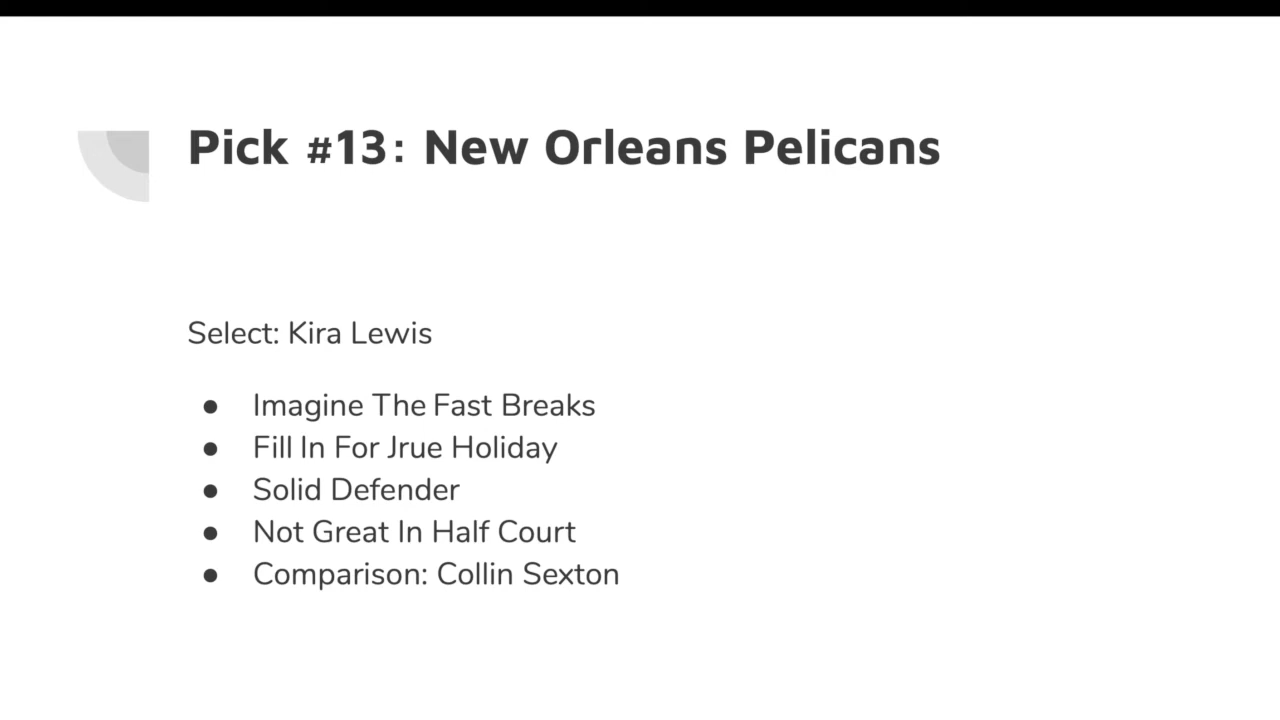 Pick #13: New Orleans Pelicans
Select: Kira Lewis
● Imagine The Fast Breaks
● Fill In For Jrue Holiday
● Solid Defender
● Not Great In Half Court
● Comparison: Collin Sexton